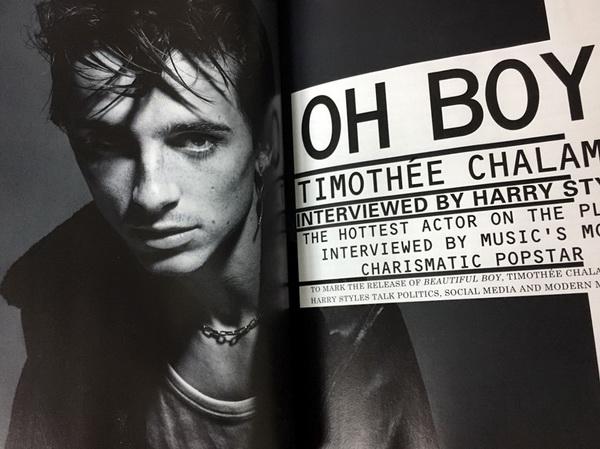 OH BOY
TIMOTHÉE CHALAM
INTERVIEWED BY HARRY STY
THE HOTTEST ACTOR ON THE PL
INTERVIEWED BY MUSIC'S MO
CHARISMATIC POPSTAR
TO MARK THE RELEASE OF BEAUTIFUL BOY, TIMOTHÉE CHALA
HARRY STYLES TALK POLITICS, SOCIAL MEDIA AND MODERN M